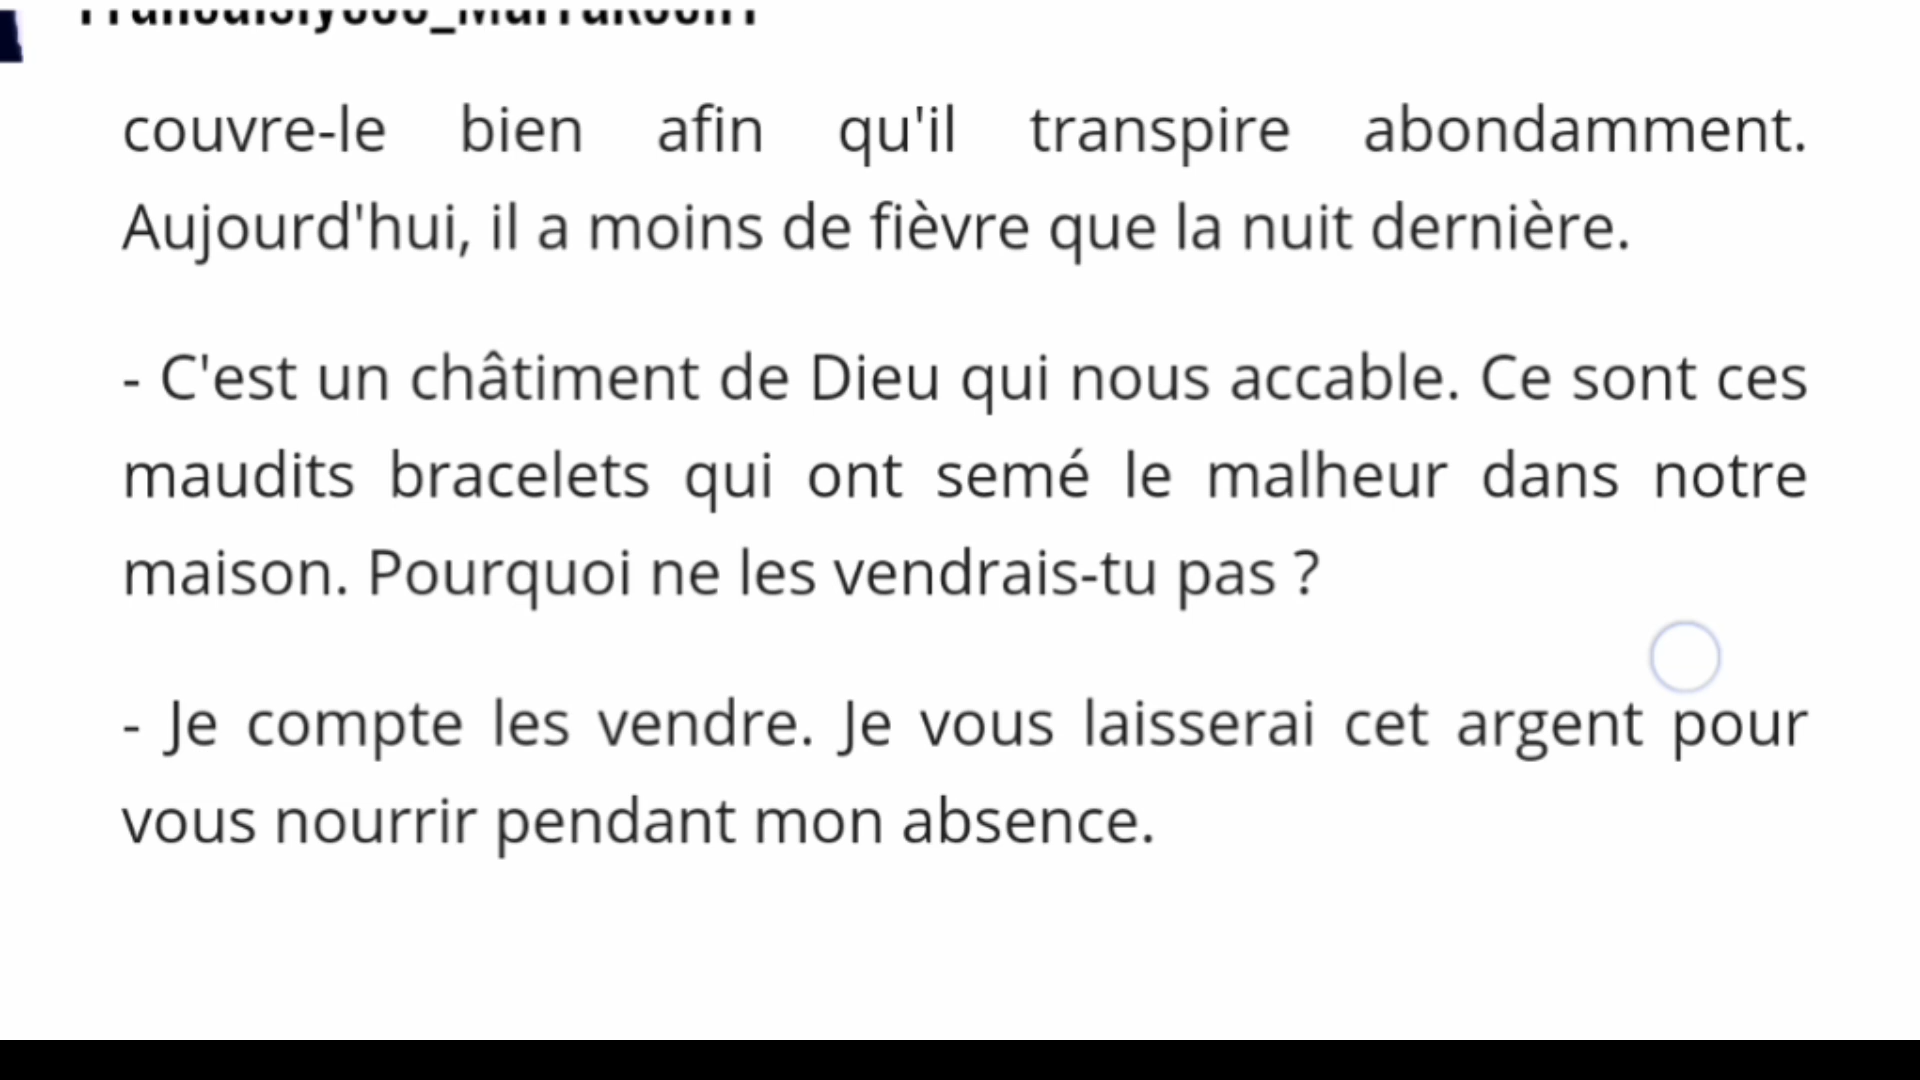 couvre-le bien afin qu'il transpire abondamment.
Aujourd'hui, il a moins de fièvre que la nuit dernière.
- C'est un châtiment de Dieu qui nous accable. Ce sont ces
maudits bracelets qui ont semé le malheur dans notre
maison. Pourquoi ne les vendrais-tu pas ?
- Je compte les vendre. Je vous laisserai cet argent pour
vous nourrir pendant mon absence.